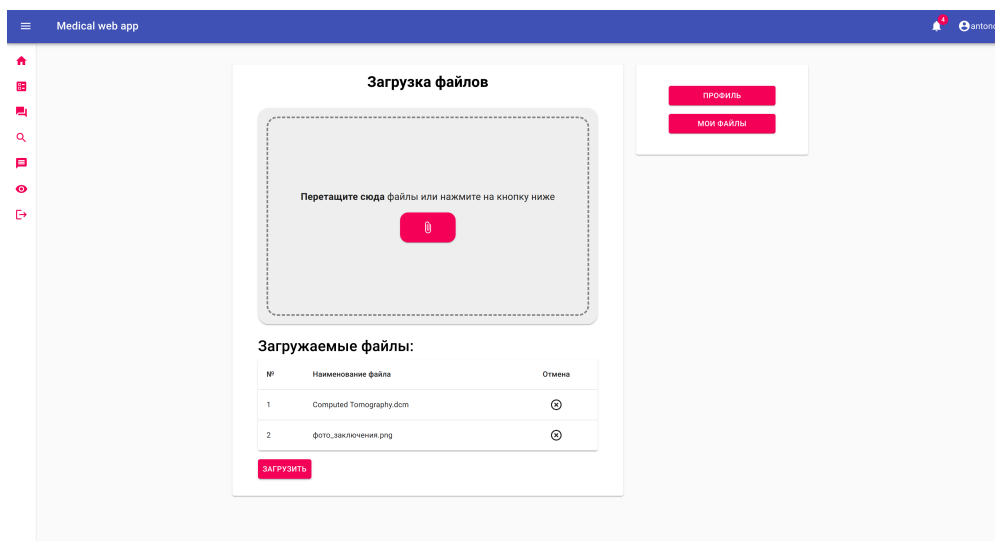 Medical web app
4
antono
Загрузка файлов
Перетащите сюда файлы или нажмите на кнопку ниже
Загружаемые файлы:
№ Наименование файла Отмена
1 Computed Tomography.dcm
2 фото_заключения.png
ЗАГРУЗИТЬ
ПРОФИЛЬ
МОИ ФАЙЛЫ